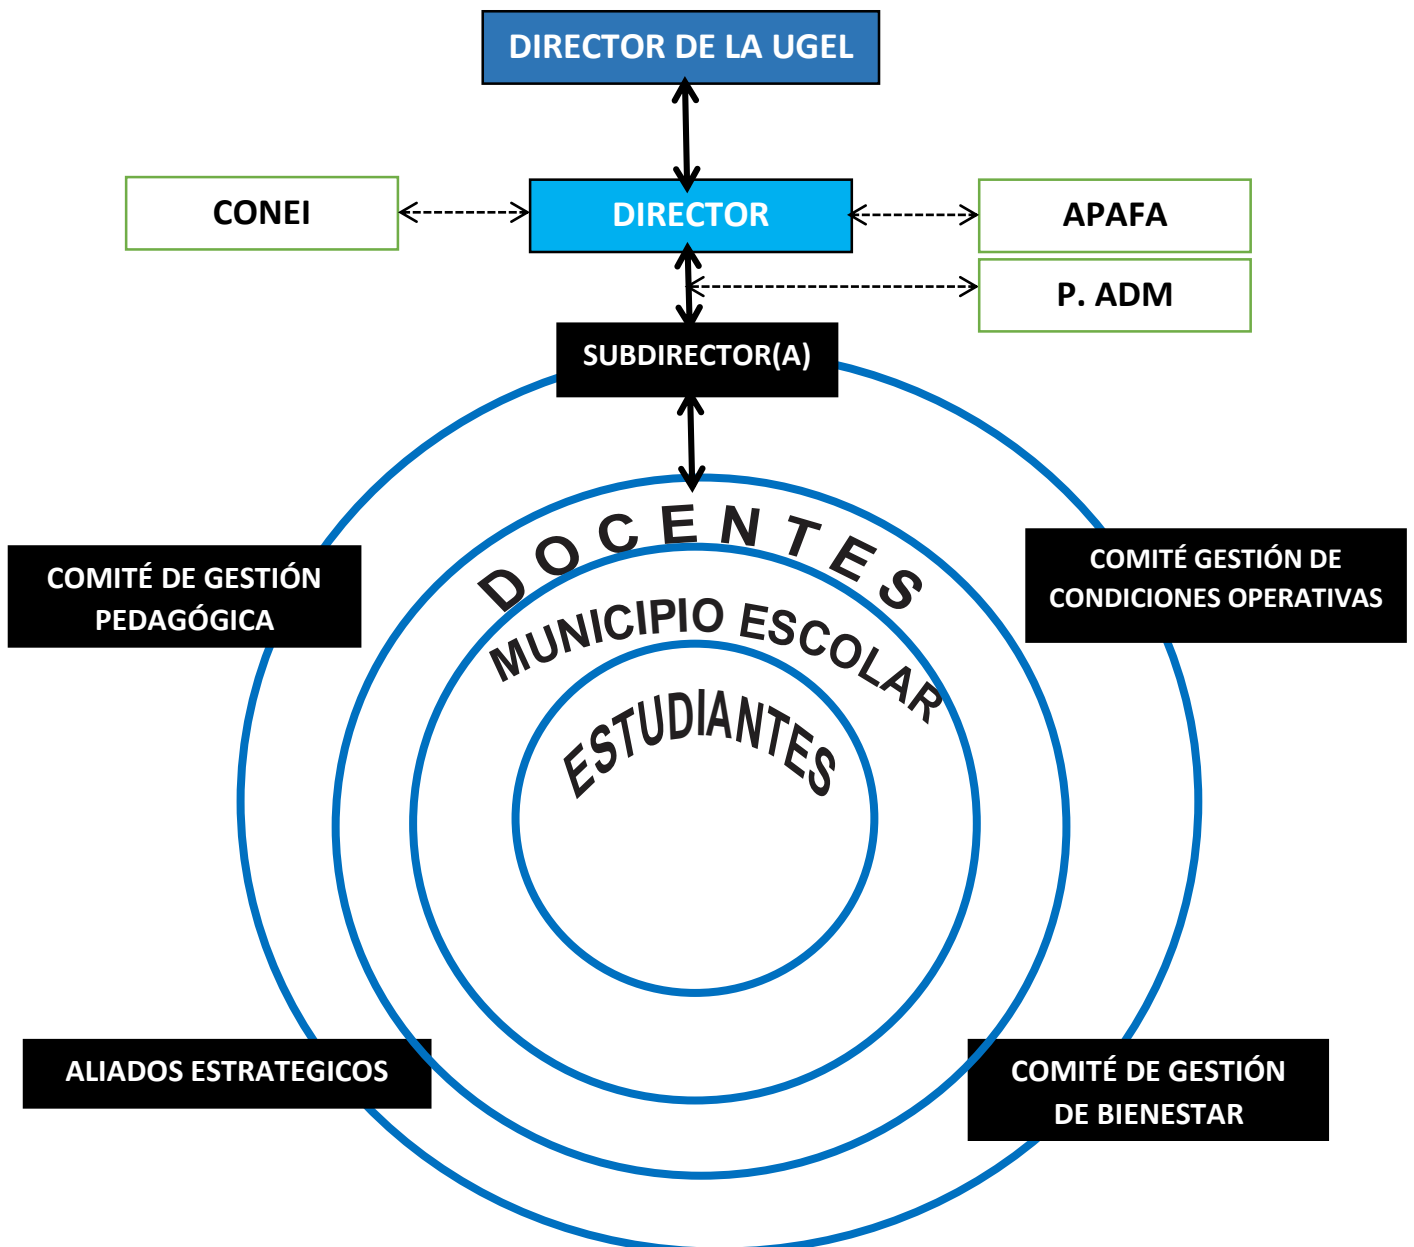 DIRECTOR DE LA UGEL
CONEI
DIRECTOR
APAFA
P. ADM
SUBDIRECTOR(A)
DOCENTES
COMITÉ DE GESTIÓN
PEDAGÓGICA
COMITÉ GESTIÓN DE
CONDICIONES OPERATIVAS
MUNICIPIO ESCOLAR
ESTUDIANTES
ALIADOS ESTRATEGICOS
COMITÉ DE GESTIÓN
DE BIENESTAR